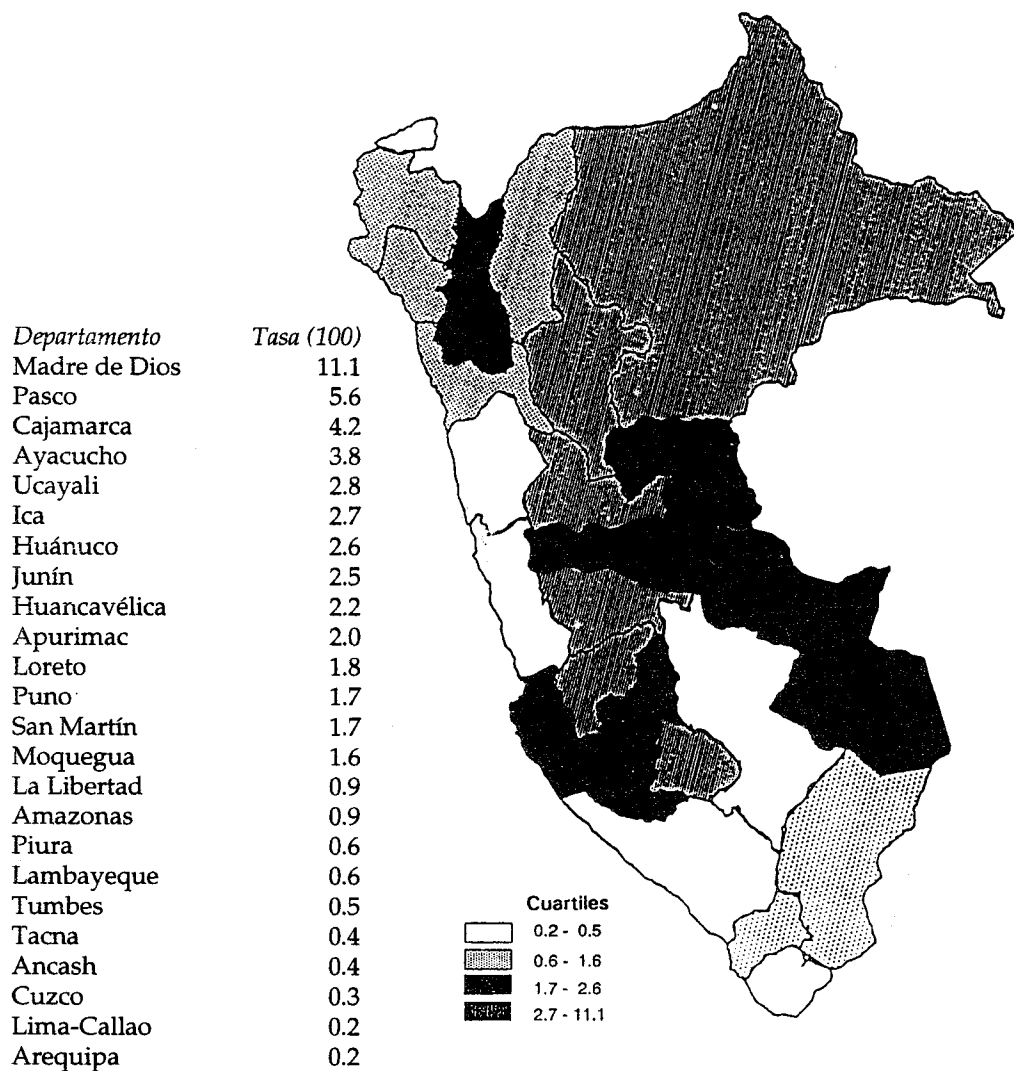 Departamento Tasa (100)
Madre de Dios 11.1
Pasco 5.6
Cajamarca 4.2
Ayacucho 3.8
Ucayali 2.8
Ica 2.7
Huánuco 2.6
Junín 2.5
Huancavélica 2.2
Apurimac 2.0
Loreto 1.8
Puno 1.7
San Martín 1.7
Moquegua 1.6
La Libertad 0.9
Amazonas 0.9
Piura 0.6
Lambayeque 0.6
Tumbes 0.5
Tacna 0.4
Ancash 0.4
Cuzco 0.3
Lima-Callao 0.2
Arequipa 0.2
Cuartiles
0.2 - 0.5
0.6 - 1.6
1.7 - 2.6
2.7 - 11.1